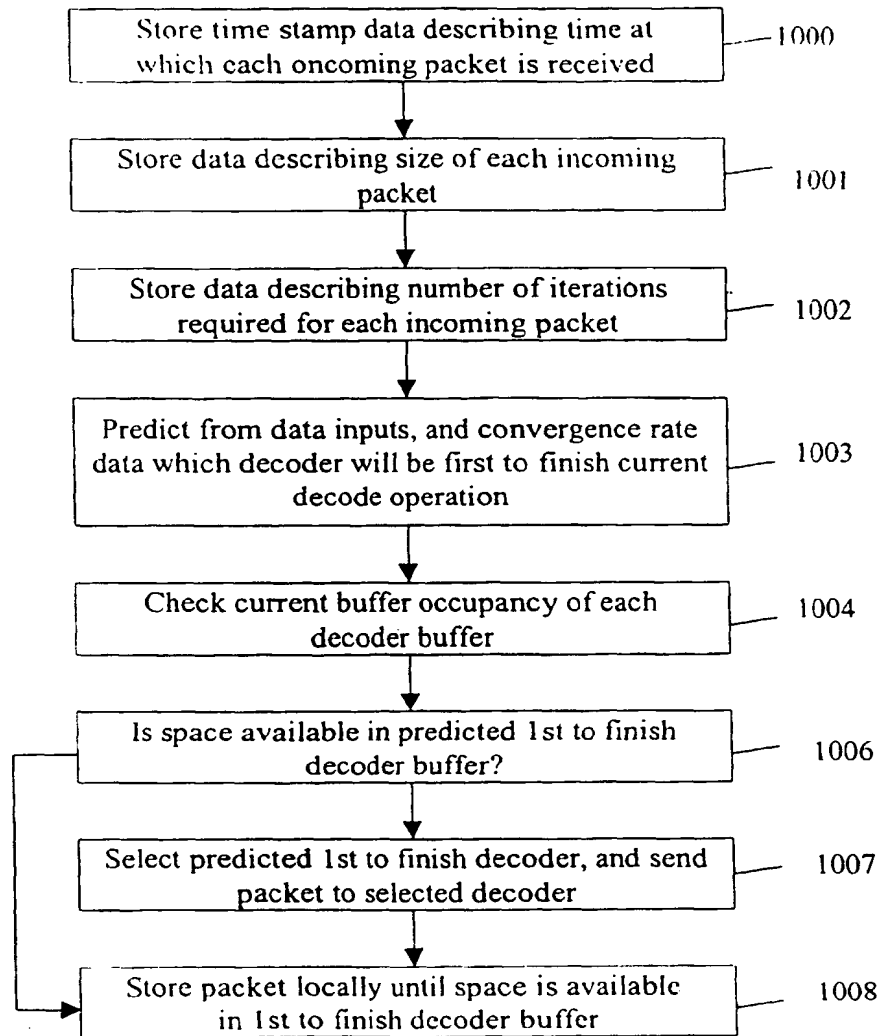 Store time stamp data describing time at
which each oncoming packet is received
1000
Store data describing size of each incoming
packet
1001
Store data describing number of iterations
required for each incoming packet
1002
Predict from data inputs, and convergence rate
data which decoder will be first to finish current
decode operation
1003
Check current buffer occupancy of each
decoder buffer
1004
Is space available in predicted 1st to finish
decoder buffer?
1006
Select predicted 1st to finish decoder, and send
packet to selected decoder
1007
Store packet locally until space is available
in 1st to finish decoder buffer
1008